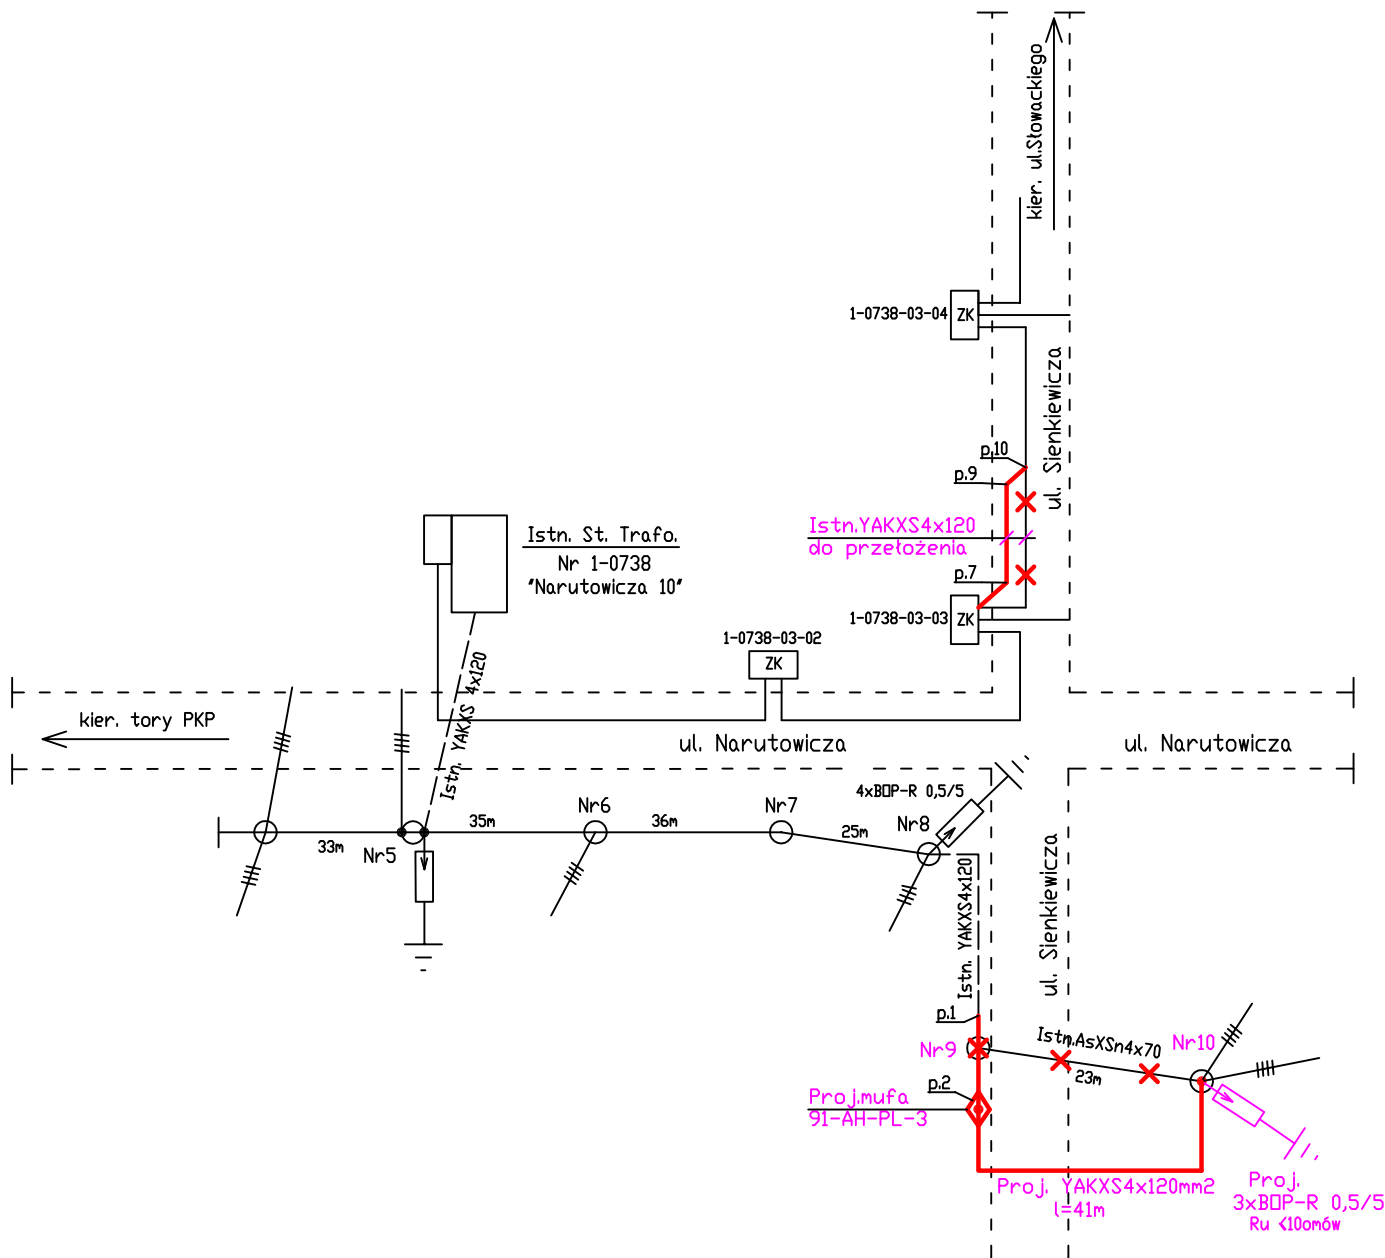 kier. ul.Słowackiego
1-0738-03-04
ZK
ul. Sienkiewicza
p.10
p.9
Istn.YAKXS4x120
do przełożenia
p.7
1-0738-03-03
ZK
Istn. St. Trafo.
Nr 1-0738
"Narutowicza 10"
1-0738-03-02
ZK
Istn. YAKXS 4x120
kier. tory PKP
ul. Narutowicza
ul. Narutowicza
4xBOP-R 0,5/5
33m
Nr5
35m
Nr6
36m
Nr7
25m
Nr8
Istn. YAKXS4x120
ul. Sienkiewicza
p.1
Nr9
Istn.AsXSn4x70
23m
Nr10
p.2
Proj.mufa
91-AH-PL-3
Proj. YAKXS4x120mm2
l=41m
Proj.
3xBOP-R 0,5/5
Ru <10omów